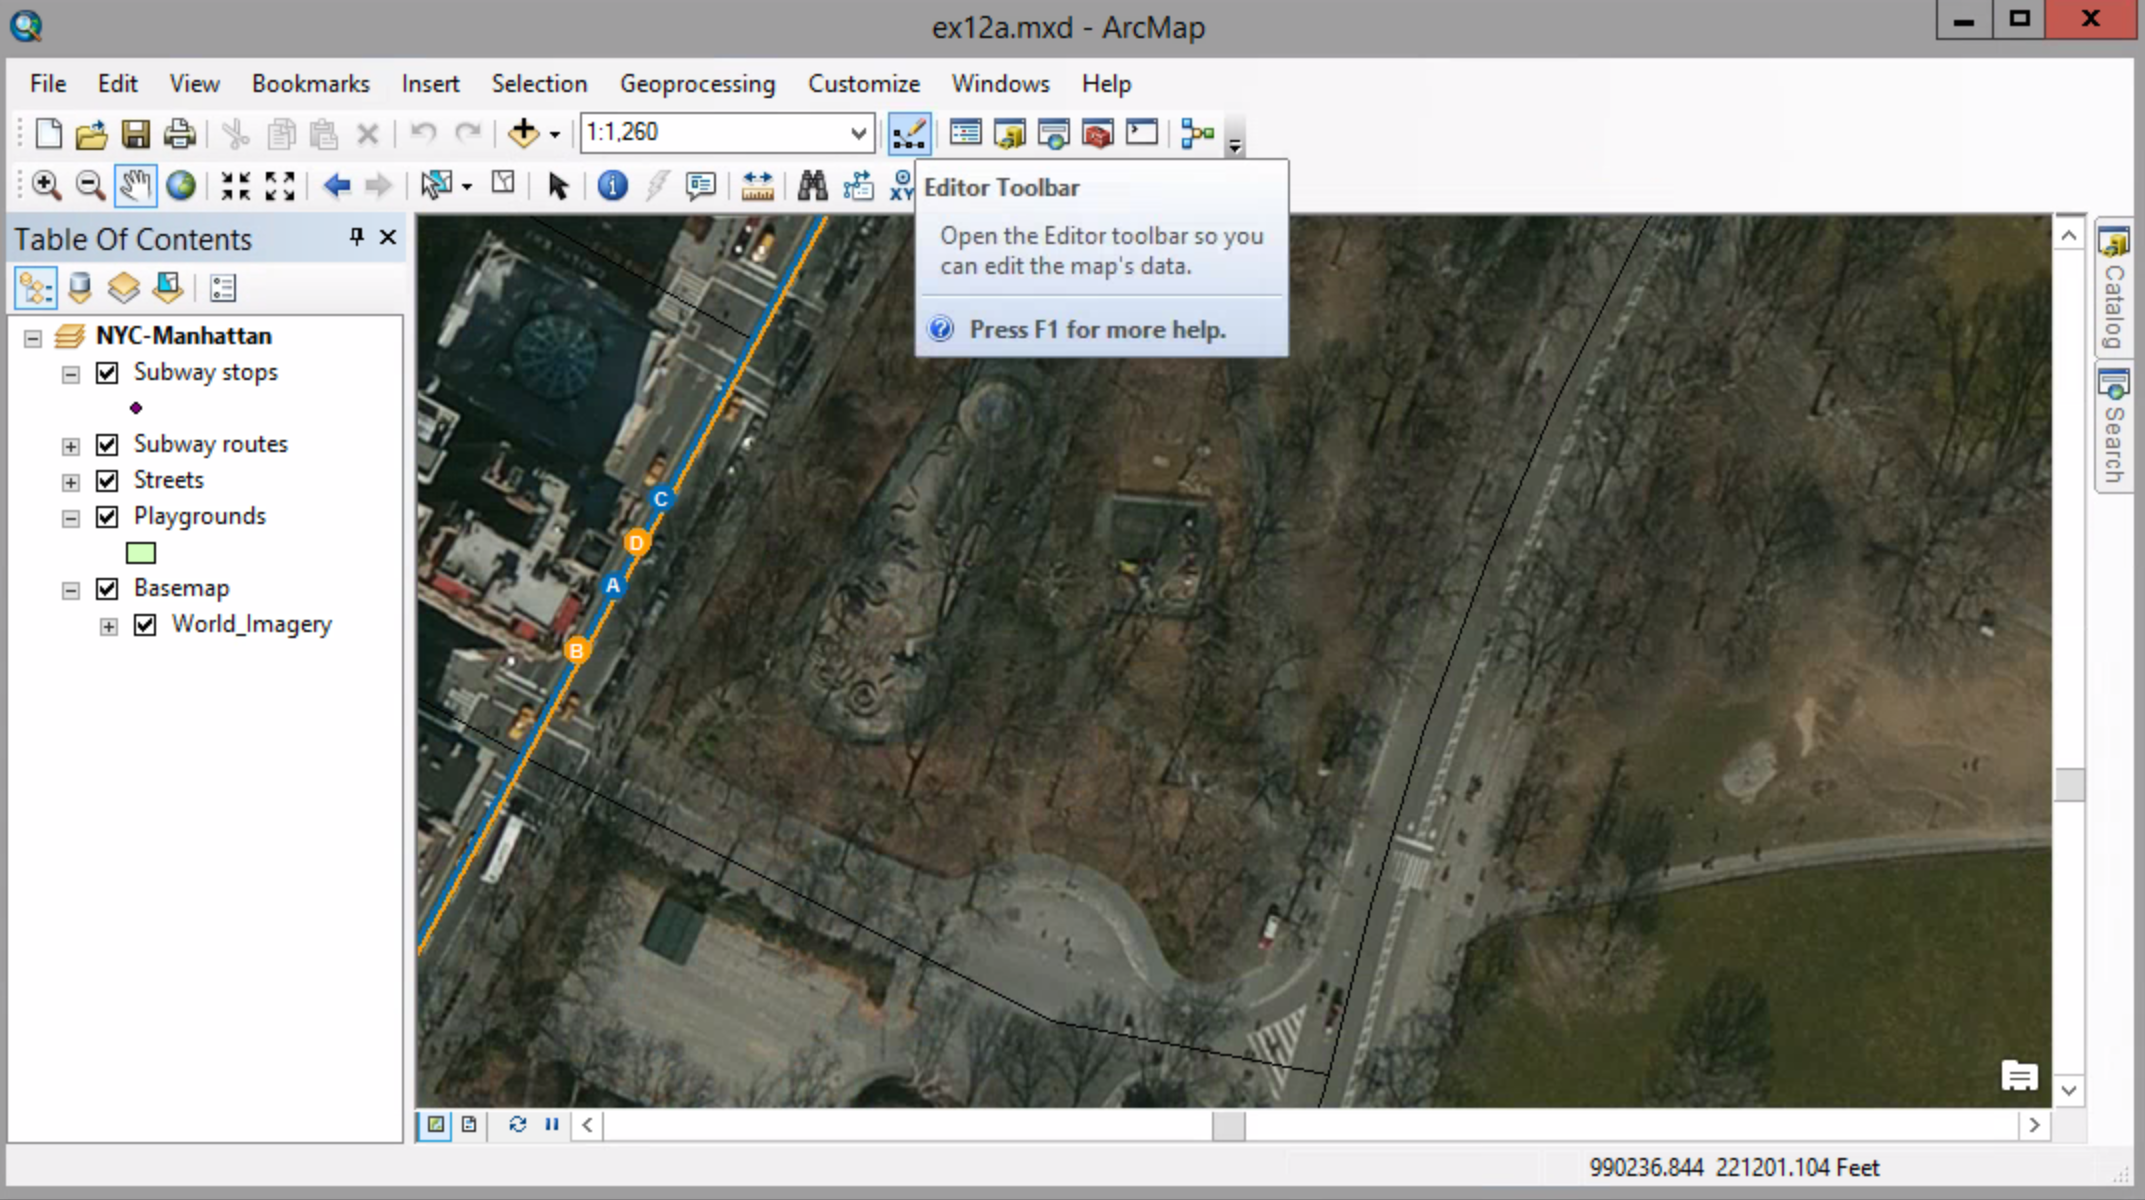 ex12a.mxd - ArcMap
File Edit View Bookmarks Insert Selection Geoprocessing Customize Windows Help
1:1,260
XY
Editor Toolbar
Open the Editor toolbar so you
can edit the map's data.
Press F1 for more help.
Table Of Contents
NYC-Manhattan
Subway stops
Subway routes
Streets
Playgrounds
Basemap
World_Imagery
C
D
A
B
Catalog
Search
990236.844 221201.104 Feet